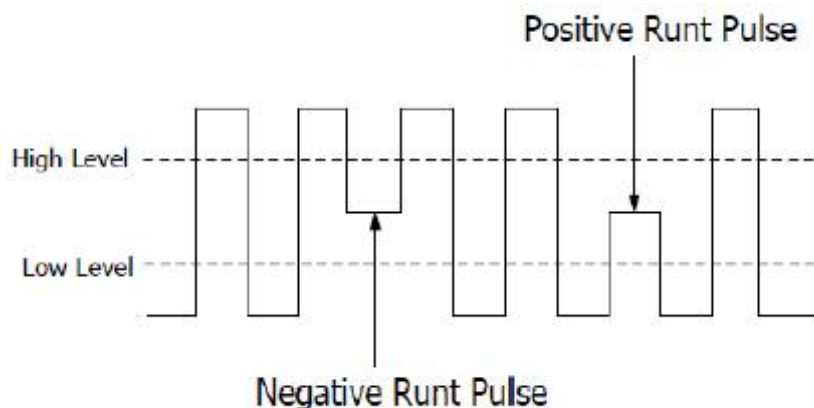 Positive Runt Pulse
High Level
Low Level
Negative Runt Pulse